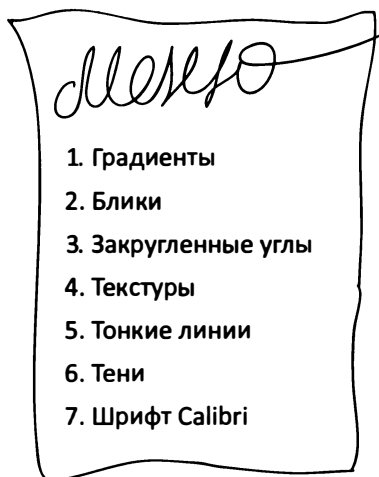 Меню
1. Градиенты
2. Блики
3. Закругленные углы
4. Текстуры
5. Тонкие линии
6. Тени
7. Шрифт Calibri